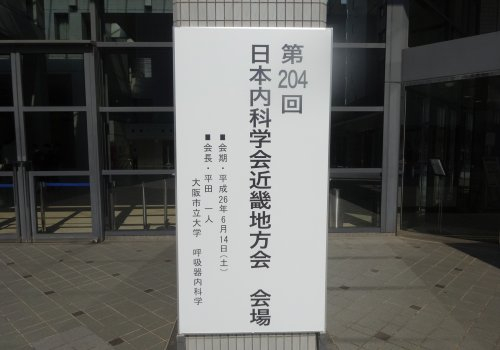 第204回
日本内科学会近畿地方会 会場
■会期・平成26年6月14日(土)
■会長・平田 一人
大阪市立大学 呼吸器内科学